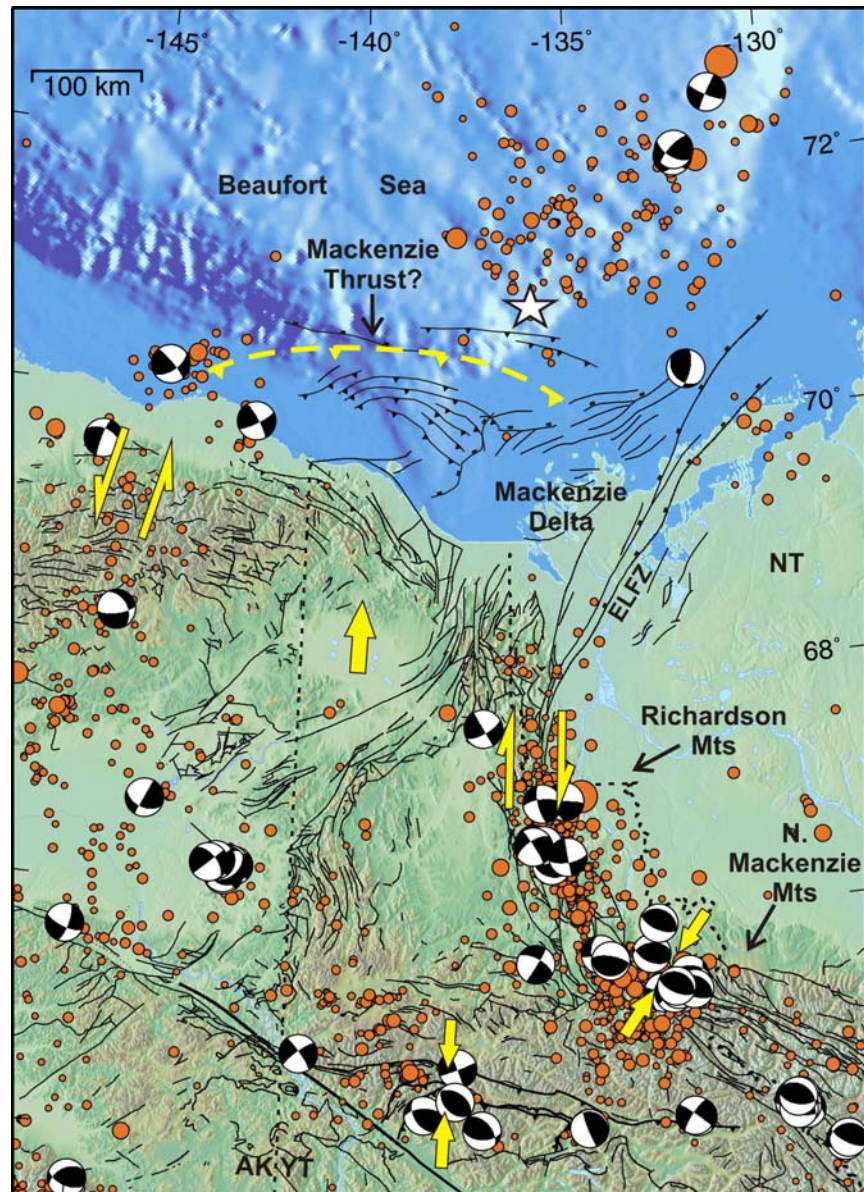 -145° -140° -135° -130°
100 km
72°
Beaufort Sea
Mackenzie
Thrust?
70°
Mackenzie
Delta
NT
ELFZ
68°
Richardson
Mts
N.
Mackenzie
Mts
AK YT